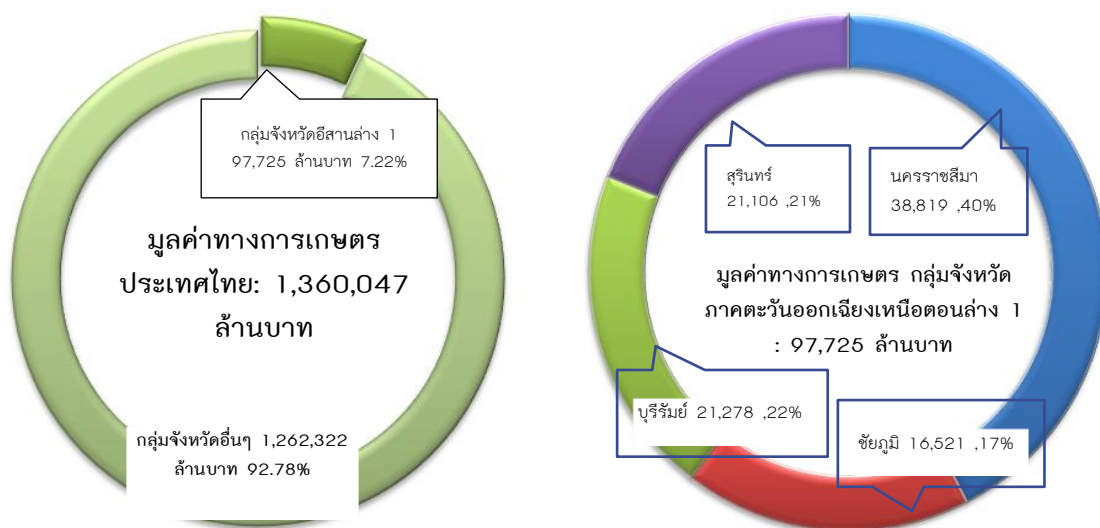 กลุ่มจังหวัดอีสานล่าง 1
97,725 ล้านบาท 7.22%
มูลค่าทางการเกษตร
ประเทศไทย: 1,360,047
ล้านบาท
กลุ่มจังหวัดอื่นๆ 1,262,322
ล้านบาท 92.78%
สุรินทร์
21,106 ,21%
นครราชสีมา
38,819 ,40%
มูลค่าทางการเกษตร กลุ่มจังหวัด
ภาคตะวันออกเฉียงเหนือตอนล่าง 1
: 97,725 ล้านบาท
บุรีรัมย์ 21,278 ,22%
ชัยภูมิ 16,521 ,17%